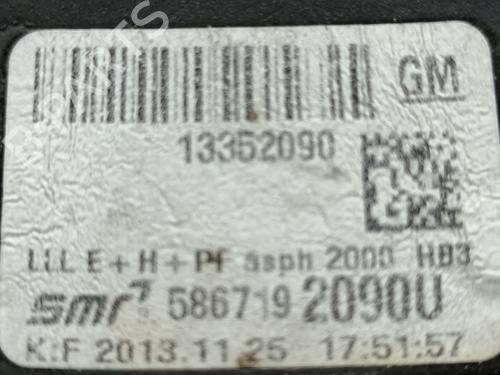 GM
13352090
LLL E + H + PF asph 2000 HB3
smr 586719 2090U
K:F 2013.11.25 17:51:57